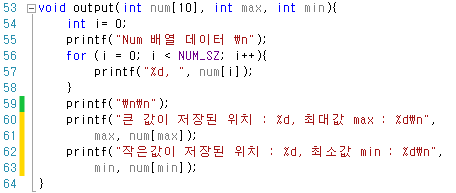 53 void output(int num[10], int max, int min){
54 int i= 0;
55 printf("Num 배열 데이터 ₩n");
56 for (i = 0; i < NUM_SZ; i++){
57 printf("%d, ", num[i]);
58 }
59 printf("₩n₩n");
60 printf("큰 값이 저장된 위치 : %d, 최대값 max : %d₩n",
61 max, num[max]);
62 printf("작은값이 저장된 위치 : %d, 최소값 min : %d₩n",
63 min, num[min]);
64 }